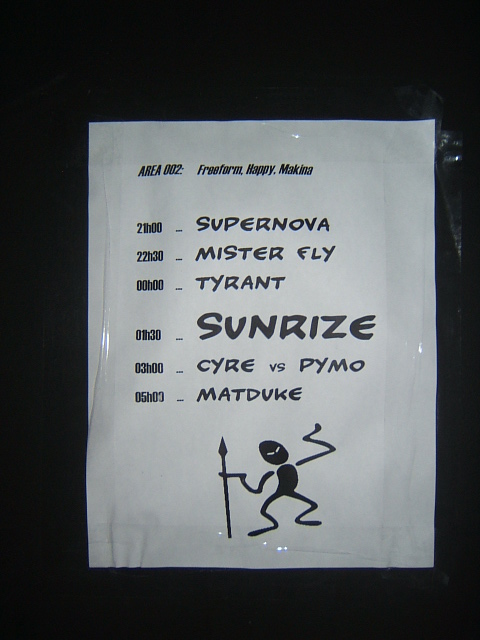 AREA 002: Freeform, Happy, Makina
21h00 ... SUPERNOVA
22h30 ... MISTER FLY
00h00 ... TYRANT
01h30 ... SUNRIZE
03h00 ... CYRE vs PYMO
05h00 ... MATDUKE